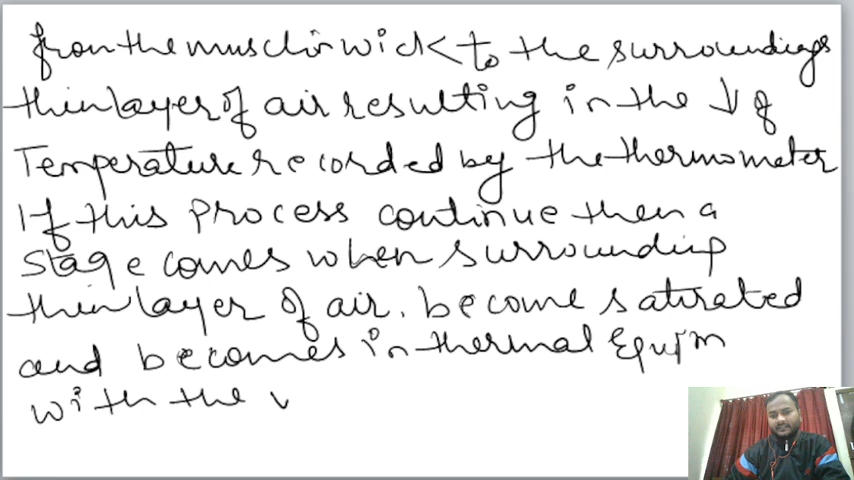 from the muslin wick to the surroundings
thin layer of air resulting in the ↓ of
Temperature recorded by the thermometer
If this process continue then a
stage comes when surrounding
thin layer of air. become saturated
and becomes in thermal Equim
with the